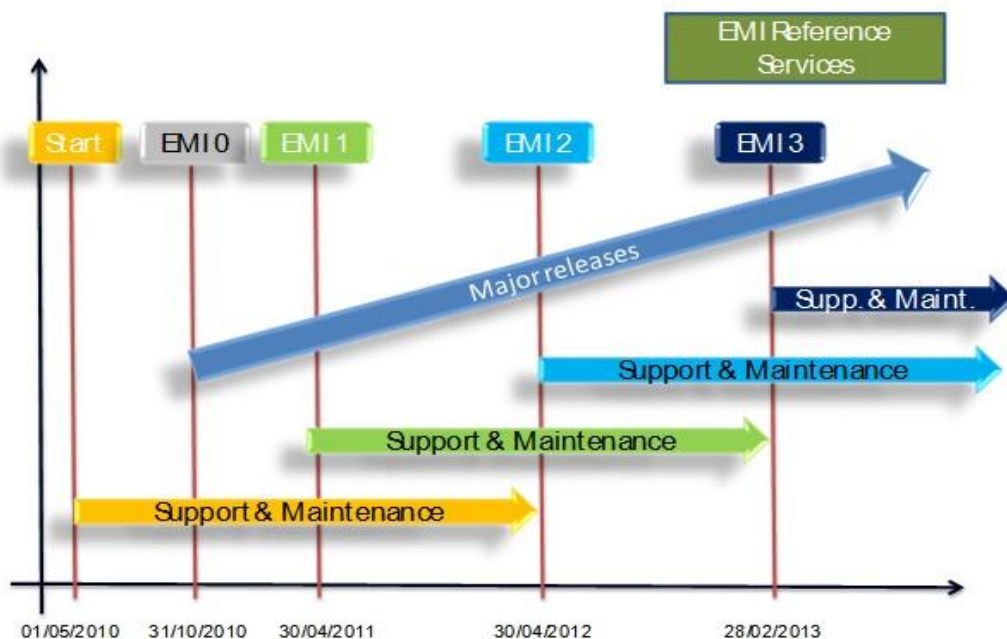 EMI Reference
Services
Start
EMI 0
EMI 1
EMI 2
EMI 3
Major releases
Supp. & Maint.
Support & Maintenance
Support & Maintenance
Support & Maintenance
01/05/2010
31/10/2010
30/04/2011
30/04/2012
28/02/2013